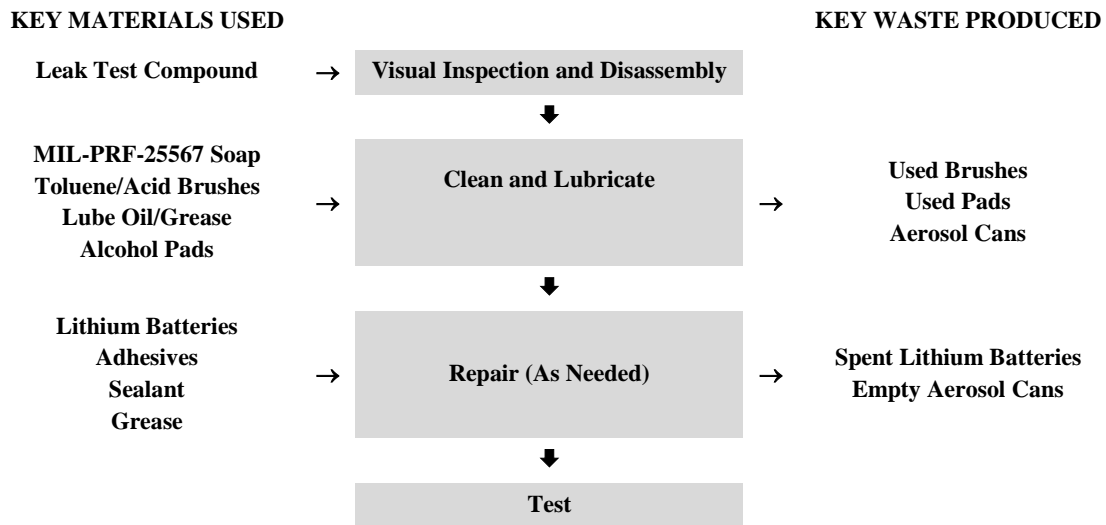 KEY MATERIALS USED
KEY WASTE PRODUCED
Leak Test Compound → Visual Inspection and Disassembly
MIL-PRF-25567 Soap
Toluene/Acid Brushes
Lube Oil/Grease
Alcohol Pads
→
Clean and Lubricate
→
Used Brushes
Used Pads
Aerosol Cans
Lithium Batteries
Adhesives
Sealant
Grease
→
Repair (As Needed)
→
Spent Lithium Batteries
Empty Aerosol Cans
Test